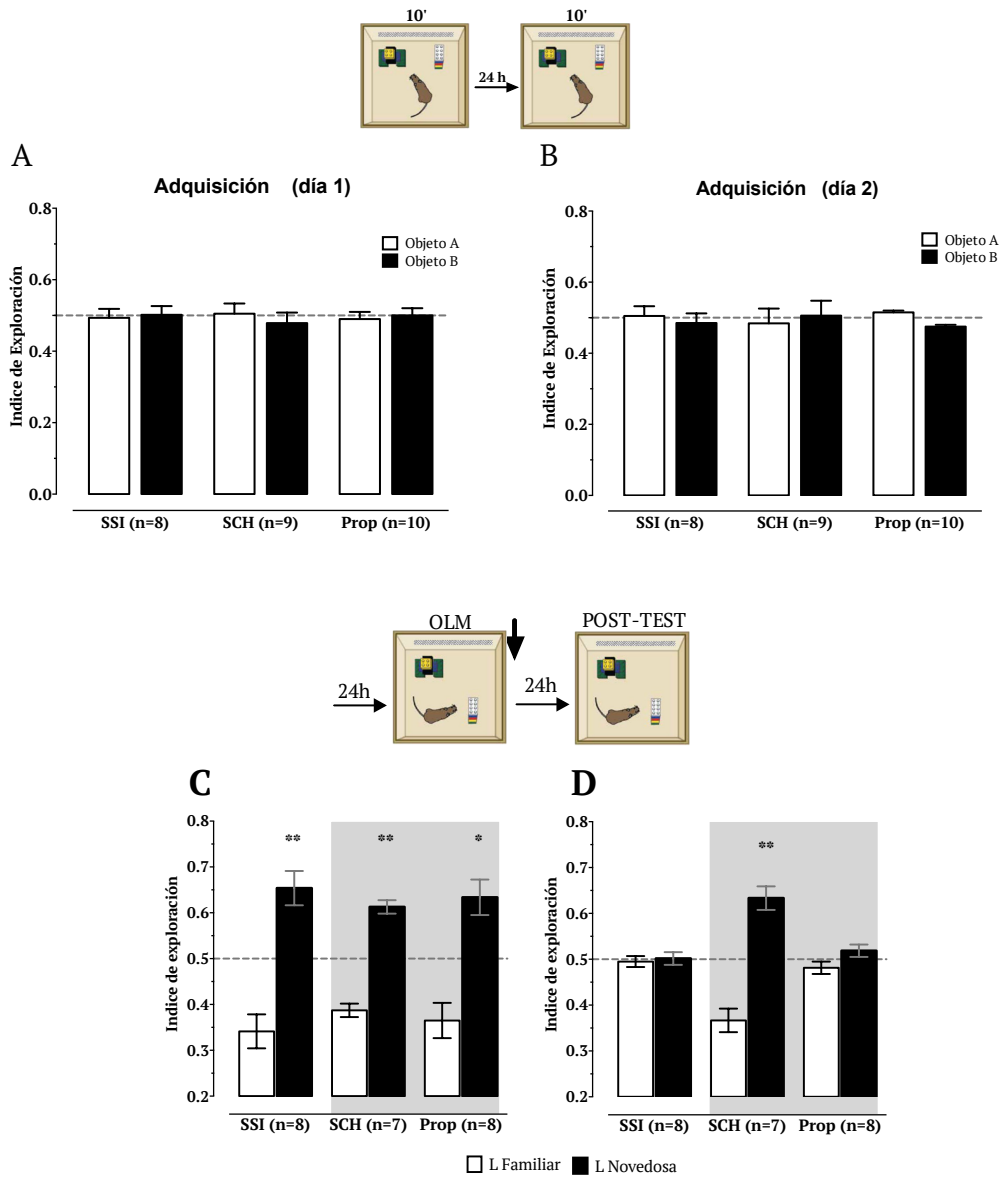 10' 10'
24 h
A
Adquisición (día 1)
Indice de Exploración
0.8
0.6
0.4
0.2
0.0
Objeto A
Objeto B
SSI (n=8) SCH (n=9) Prop (n=10)
B
Adquisición (día 2)
Indice de Exploración
0.8
0.6
0.4
0.2
0.0
Objeto A
Objeto B
SSI (n=8) SCH (n=9) Prop (n=10)
OLM POST-TEST
24h 24h
C
Indice de exploración
0.8
0.7
0.6
0.5
0.4
0.3
0.2
** ** *
SSI (n=8) SCH (n=7) Prop (n=8)
D
Indice de exploración
0.8
0.7
0.6
0.5
0.4
0.3
0.2
**
SSI (n=8) SCH (n=7) Prop (n=8)
L Familiar L Novedosa